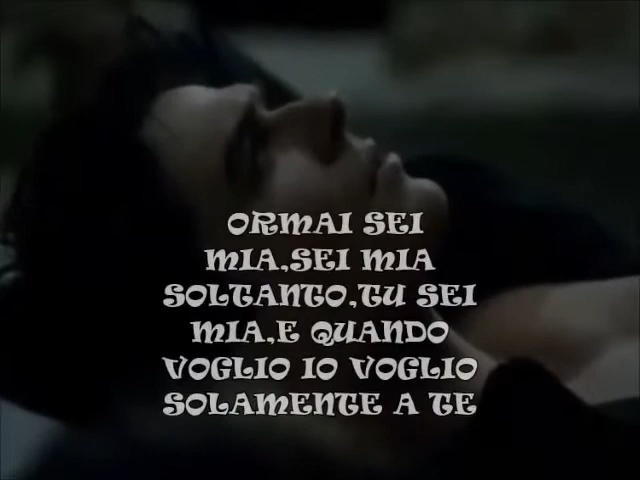 ORMAI SEI
MIA,SEI MIA
SOLTANTO,TU SEI
MIA,E QUANDO
VOGLIO IO VOGLIO
SOLAMENTE A TE